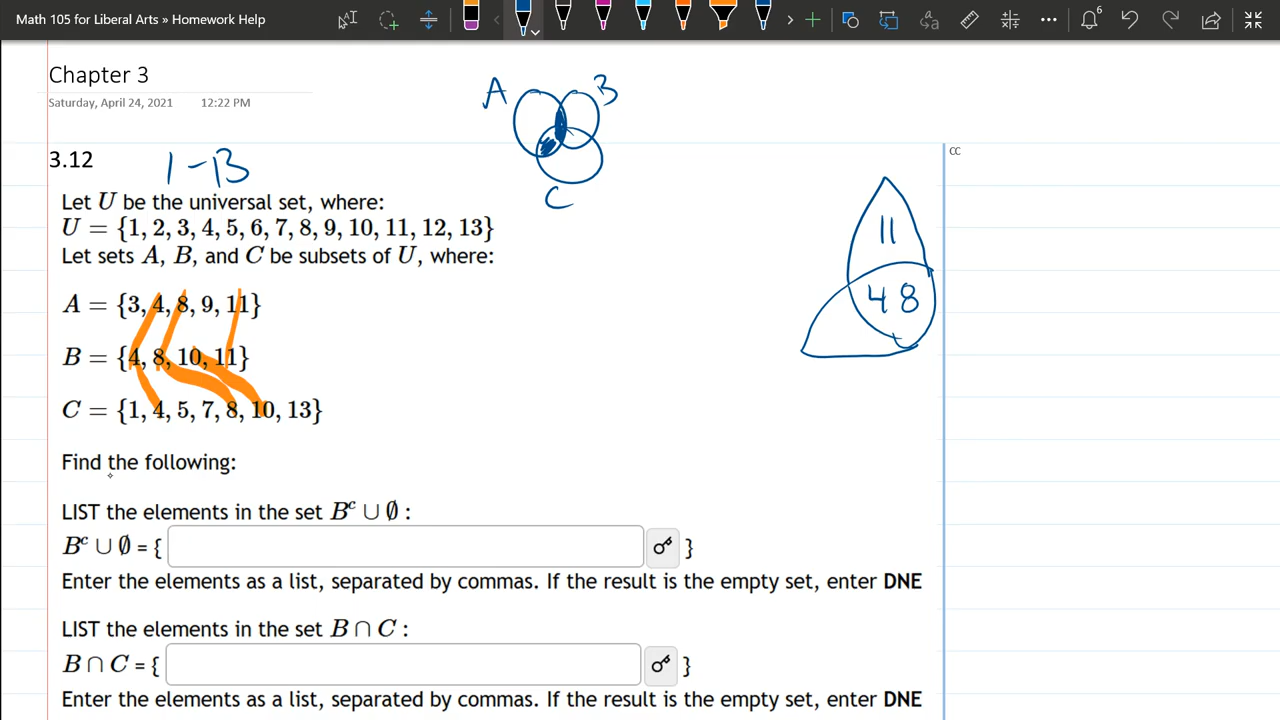 Math 105 for Liberal Arts » Homework Help
6
Chapter 3
Saturday, April 24, 2021 12:22 PM
A B
C
3.12 1 - 13
CC
Let U be the universal set, where:
U = {1, 2, 3, 4, 5, 6, 7, 8, 9, 10, 11, 12, 13}
Let sets A, B, and C be subsets of U, where:
11
4 8
A = {3, 4, 8, 9, 11}
B = {4, 8, 10, 11}
C = {1, 4, 5, 7, 8, 10, 13}
Find the following:
LIST the elements in the set Bᶜ ∪ ∅ :
Bᶜ ∪ ∅ = { }
Enter the elements as a list, separated by commas. If the result is the empty set, enter DNE
LIST the elements in the set B ∩ C :
B ∩ C = { }
Enter the elements as a list, separated by commas. If the result is the empty set, enter DNE